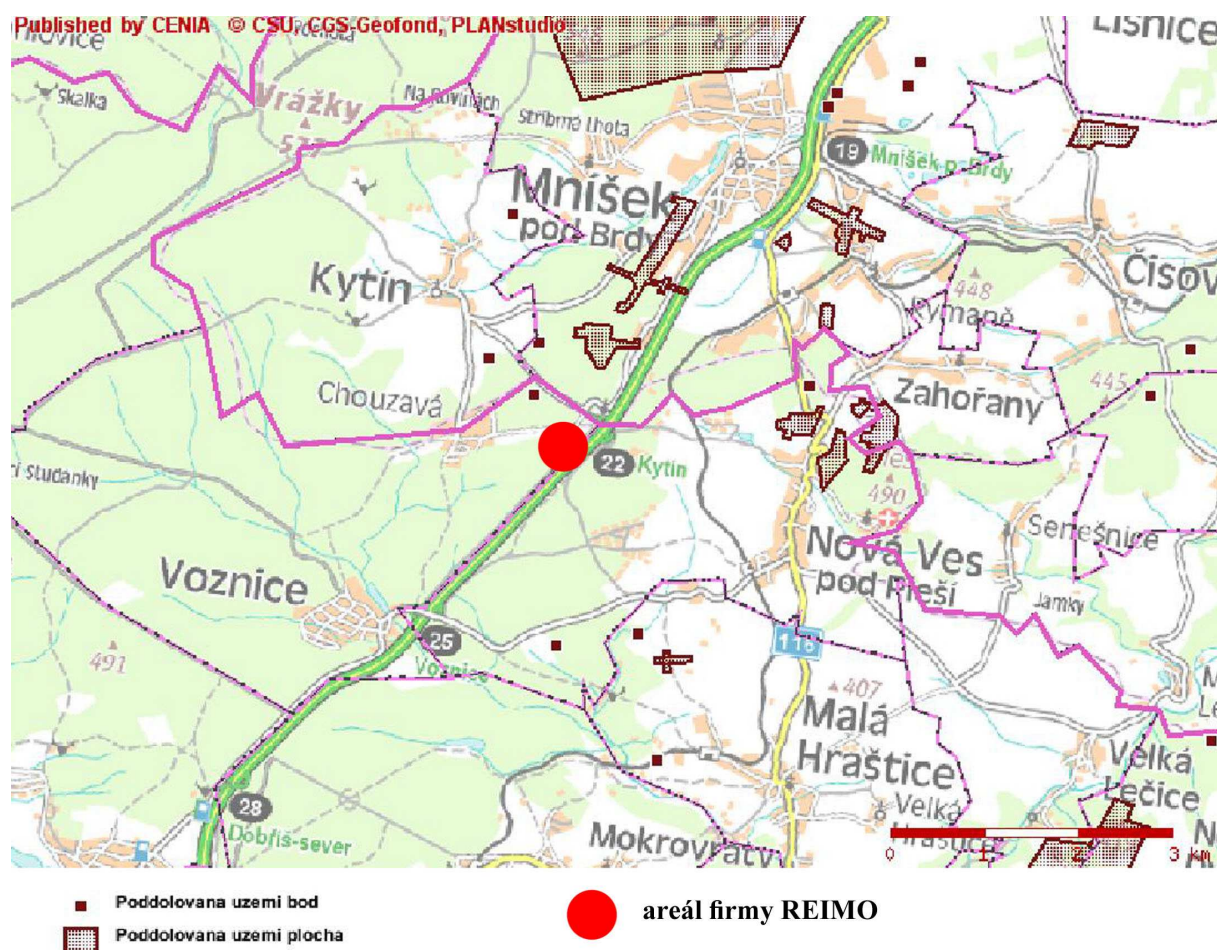 Published by CENIA © CSU, CGS-Geofond, PLANstudio
Lisnice
Skalka
Vrážky
Na Rovinách
Stříbrná Lhota
19
Mníšek p. Brdy
Mníšek
pod Brdy
Kytín
448
Rymaně
Čisov
Chouzavá
Zahořany
445
22
Kytín
studánky
490
Senešnice
Nová Ves
pod Pleší
Voznice
Jamky
25
491
116
407
Malá
Hraštice
Velká
Lečice
28
Dobříš-sever
Mokrovraty
Velká
Hraštice
0 1 2 3 km
Poddolovana uzemi bod
Poddolovana uzemi plocha
areál firmy REIMO